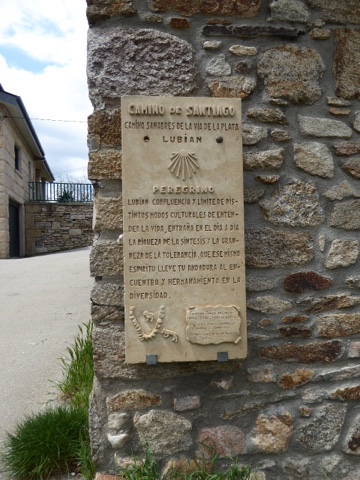 CAMINO DE SANTIAGO
CAMINO SANABRES DE LA VIA DE LA PLATA
LUBIÁN
PEREGRINO
LUBIAN CONFLUENCIA Y LIMITE DE DIS-
TINTOS MODOS CULTURALES DE ENTEN-
DER LA VIDA, ENTRAÑA EN EL DIA A DIA
LA RIQUEZA DE LA SINTESIS Y LA GRAN-
DEZA DE LA TOLERANCIA, QUE ESE MISMO
ESPIRITU LLEVE TU ANDADURA AL EN-
CUENTRO Y HERMANAMIENTO EN LA
DIVERSIDAD.